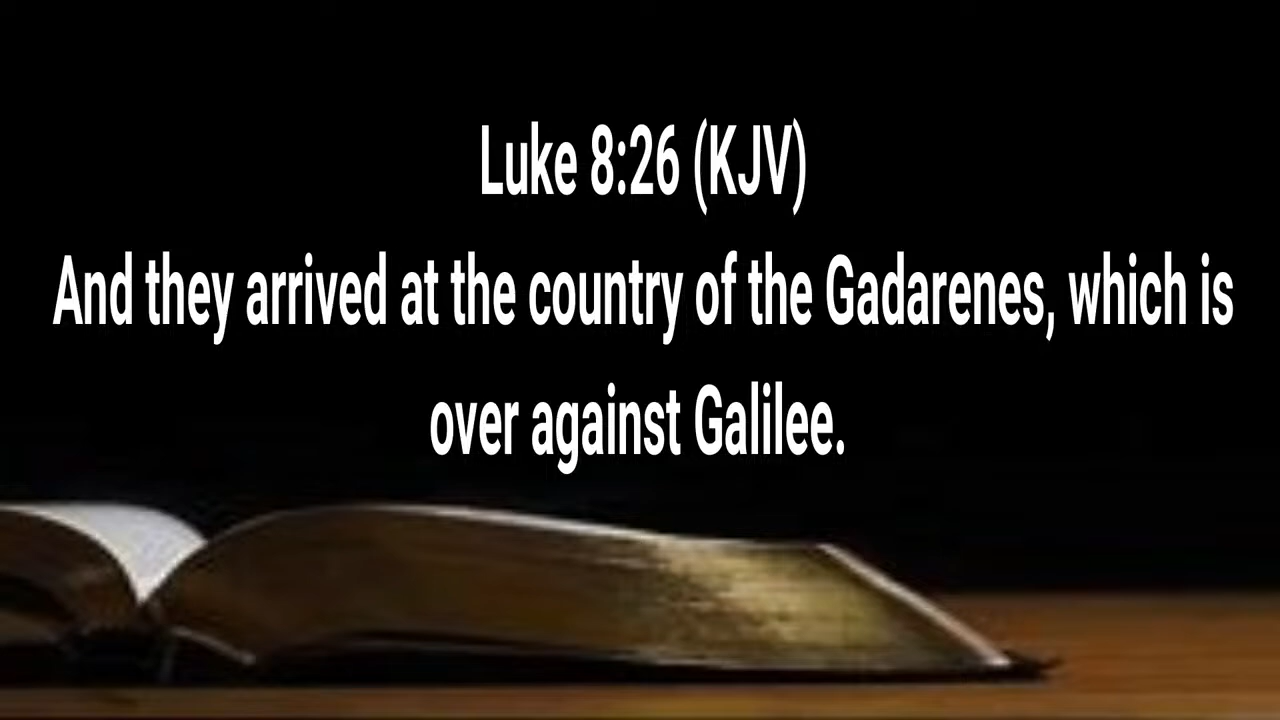 Luke 8:26 (KJV)
And they arrived at the country of the Gadarenes, which is
over against Galilee.